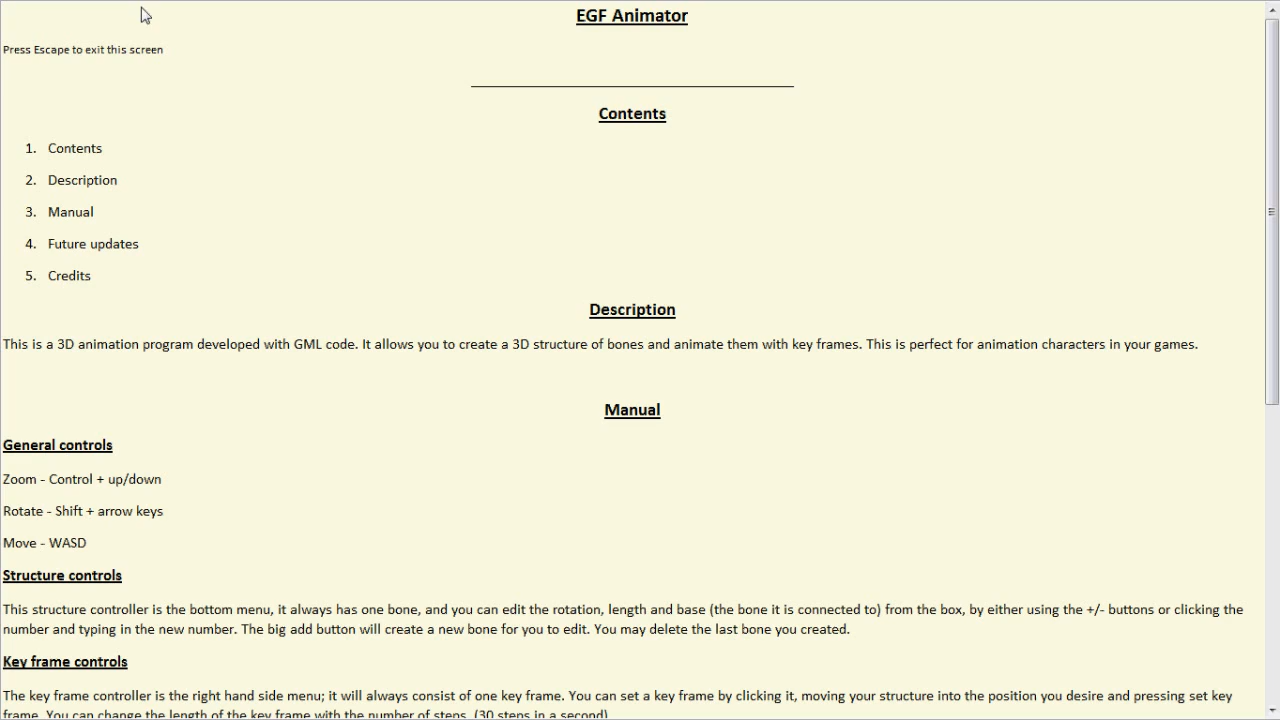 EGF Animator
Press Escape to exit this screen
Contents
1. Contents
2. Description
3. Manual
4. Future updates
5. Credits
Description
This is a 3D animation program developed with GML code. It allows you to create a 3D structure of bones and animate them with key frames. This is perfect for animation characters in your games.
Manual
General controls
Zoom - Control + up/down
Rotate - Shift + arrow keys
Move - WASD
Structure controls
This structure controller is the bottom menu, it always has one bone, and you can edit the rotation, length and base (the bone it is connected to) from the box, by either using the +/- buttons or clicking the
number and typing in the new number. The big add button will create a new bone for you to edit. You may delete the last bone you created.
Key frame controls
The key frame controller is the right hand side menu; it will always consist of one key frame. You can set a key frame by clicking it, moving your structure into the position you desire and pressing set key
frame. You can change the length of the key frame with the number of steps. (30 steps in a second)